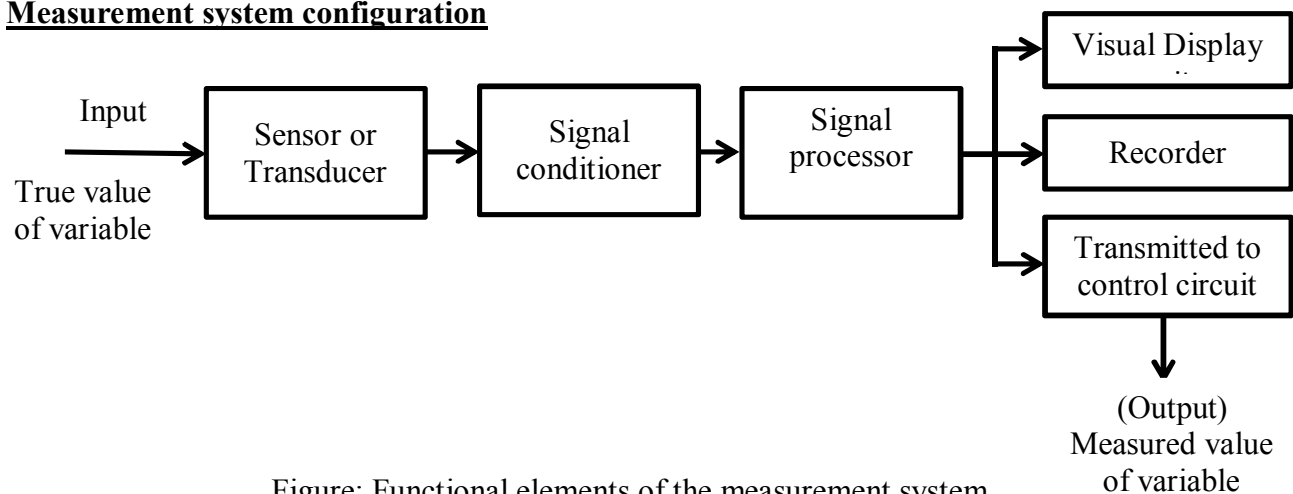 Measurement system configuration
Input
True value
of variable
Sensor or
Transducer
Signal
conditioner
Signal
processor
Visual Display
Recorder
Transmitted to
control circuit
(Output)
Measured value
of variable
Figure: Functional elements of the measurement system